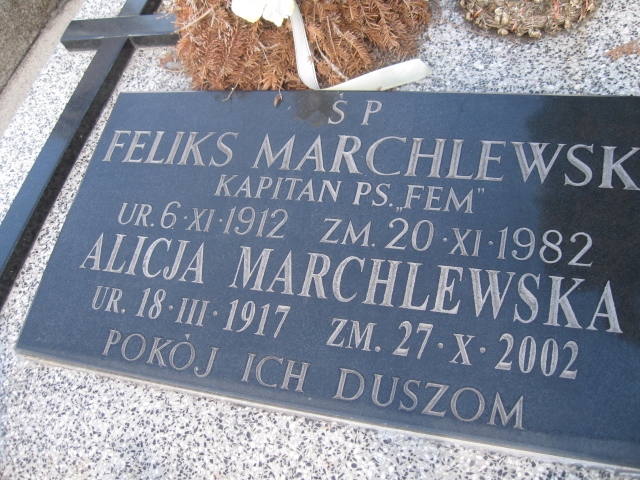 Ś P
FELIKS MARCHLEWSK
KAPITAN PS. „FEM”
UR. 6·XI·1912 ZM. 20·XI·1982
ALICJA MARCHLEWSKA
UR. 18·III·1917 ZM. 27·X·2002
POKÓJ ICH DUSZOM